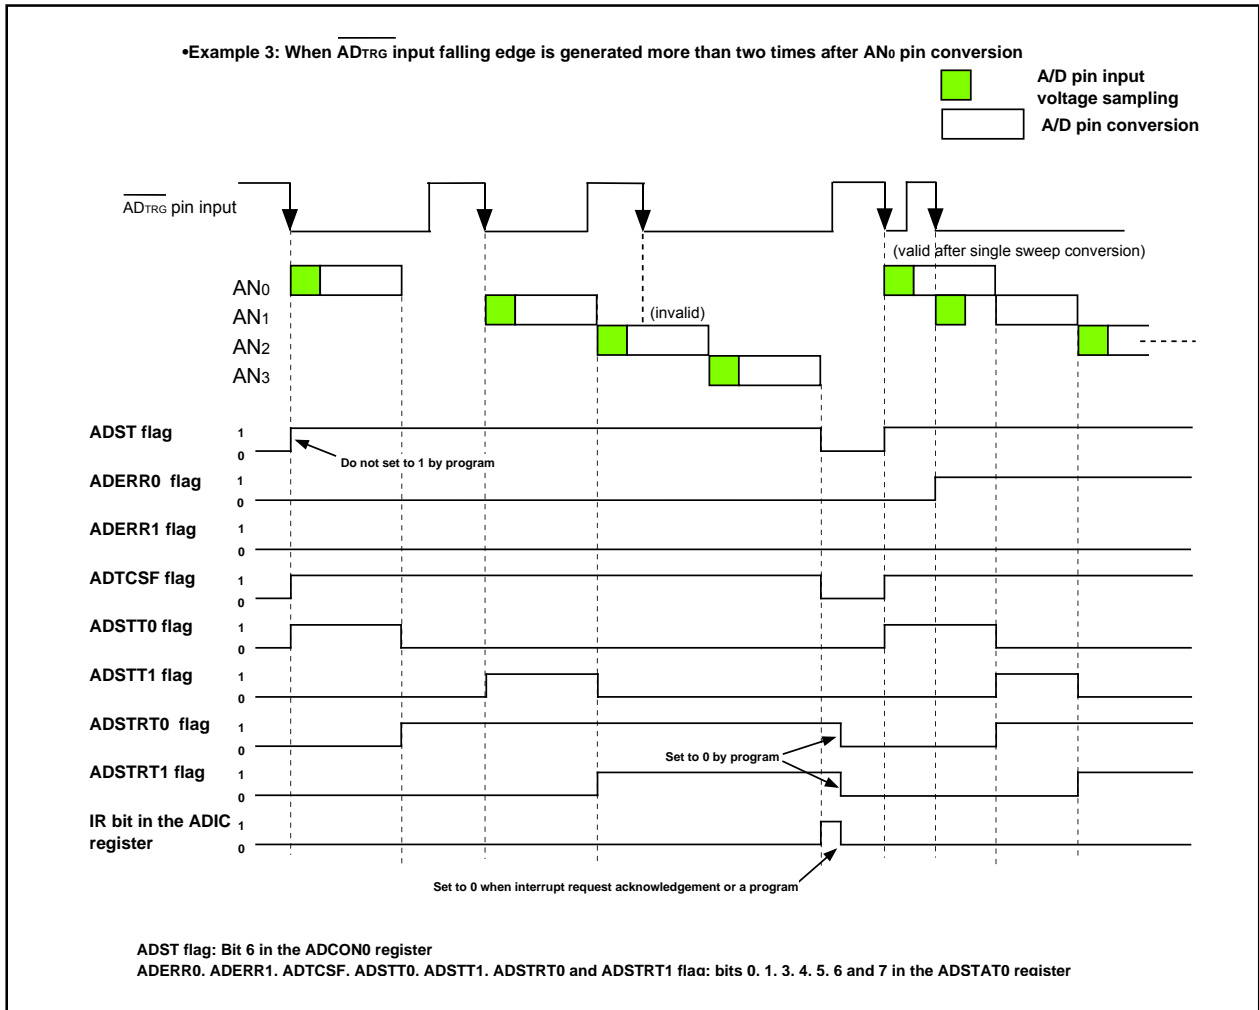 •Example 3: When ADTRG input falling edge is generated more than two times after AN0 pin conversion
A/D pin input
voltage sampling
A/D pin conversion
ADTRG pin input
(valid after single sweep conversion)
AN0
AN1
(invalid)
AN2
AN3
ADST flag
1
0
Do not set to 1 by program
ADERR0 flag
1
0
ADERR1 flag
1
0
ADTCSF flag
1
0
ADSTT0 flag
1
0
ADSTT1 flag
1
0
ADSTRT0 flag
1
0
Set to 0 by program
ADSTRT1 flag
1
0
IR bit in the ADIC
register
1
0
Set to 0 when interrupt request acknowledgement or a program
ADST flag: Bit 6 in the ADCON0 register
ADERR0, ADERR1, ADTCSF, ADSTT0, ADSTT1, ADSTRT0 and ADSTRT1 flag: bits 0, 1, 3, 4, 5, 6 and 7 in the ADSTAT0 register